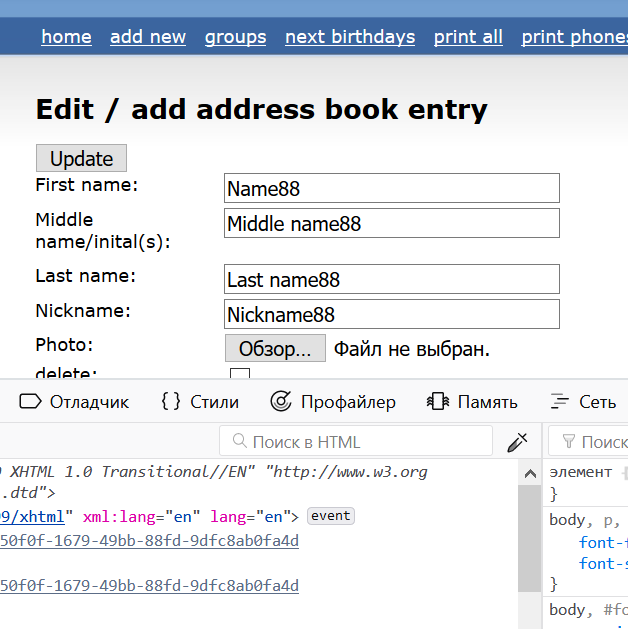 home add new groups next birthdays print all print phones
Edit / add address book entry
Update
First name: Name88
Middle name/inital(s): Middle name88
Last name: Last name88
Nickname: Nickname88
Photo: Обзор... Файл не выбран.
delete:
Отладчик {} Стили Профайлер Память Сеть
Поиск в HTML Поиск
XHTML 1.0 Transitional//EN" "http://www.w3.org
.dtd">
99/xhtml" xml:lang="en" lang="en"> event
50f0f-1679-49bb-88fd-9dfc8ab0fa4d
50f0f-1679-49bb-88fd-9dfc8ab0fa4d
элемент {
}
body, p,
font-f
font-s
}
body, #fo